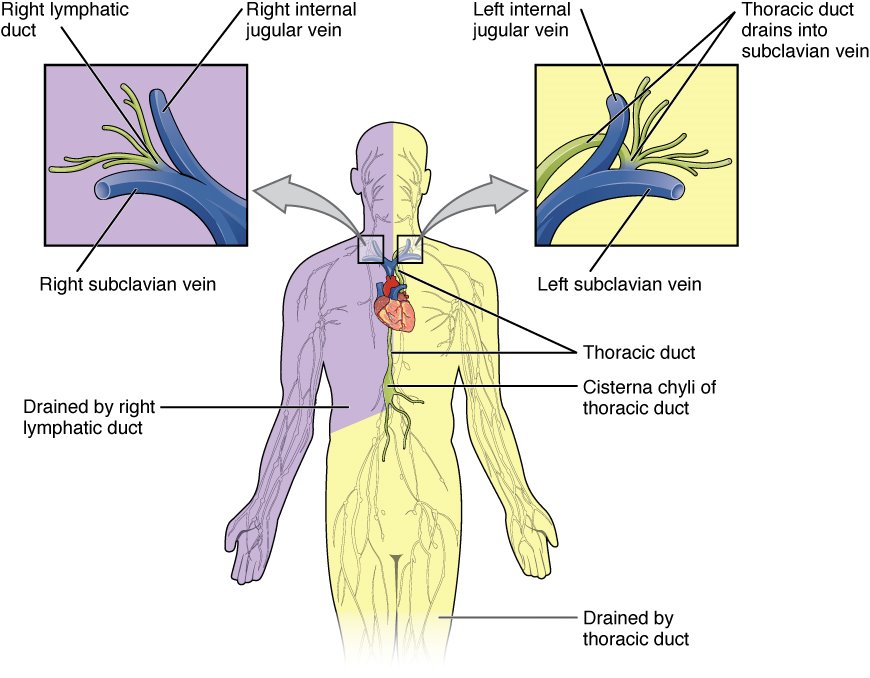 Right lymphatic
duct
Right internal
jugular vein
Left internal
jugular vein
Thoracic duct
drains into
subclavian vein
Right subclavian vein
Left subclavian vein
Thoracic duct
Cisterna chyli of
thoracic duct
Drained by right
lymphatic duct
Drained by
thoracic duct